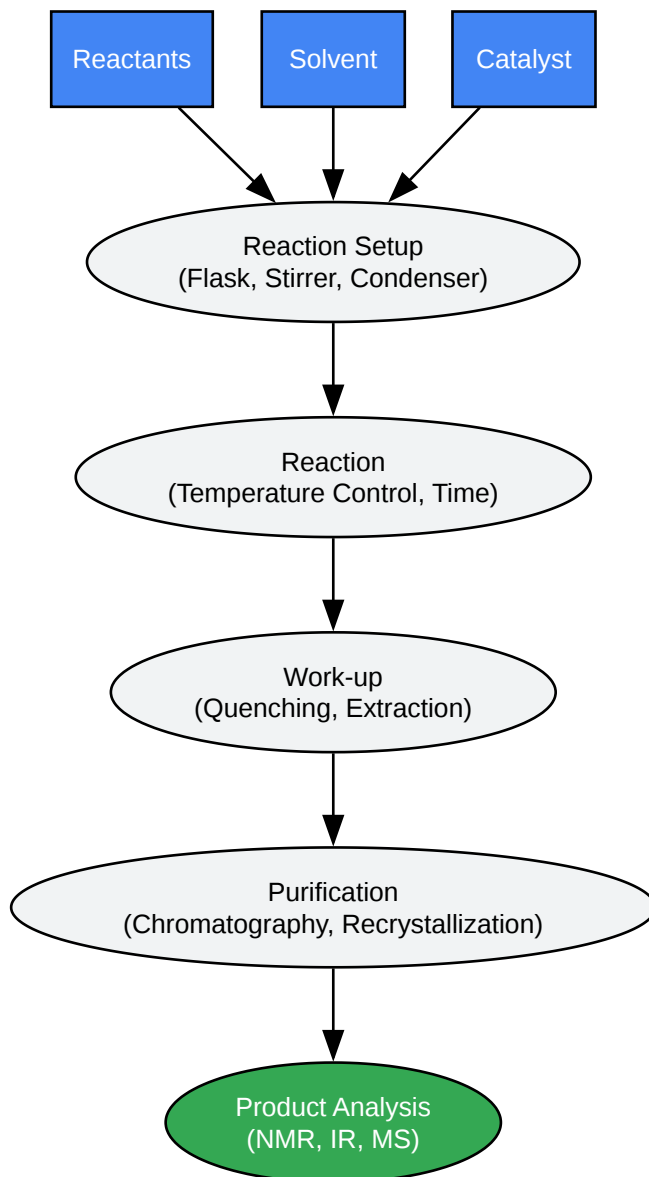 Reactants
Solvent
Catalyst
Reaction Setup
(Flask, Stirrer, Condenser)
Reaction
(Temperature Control, Time)
Work-up
(Quenching, Extraction)
Purification
(Chromatography, Recrystallization)
Product Analysis
(NMR, IR, MS)